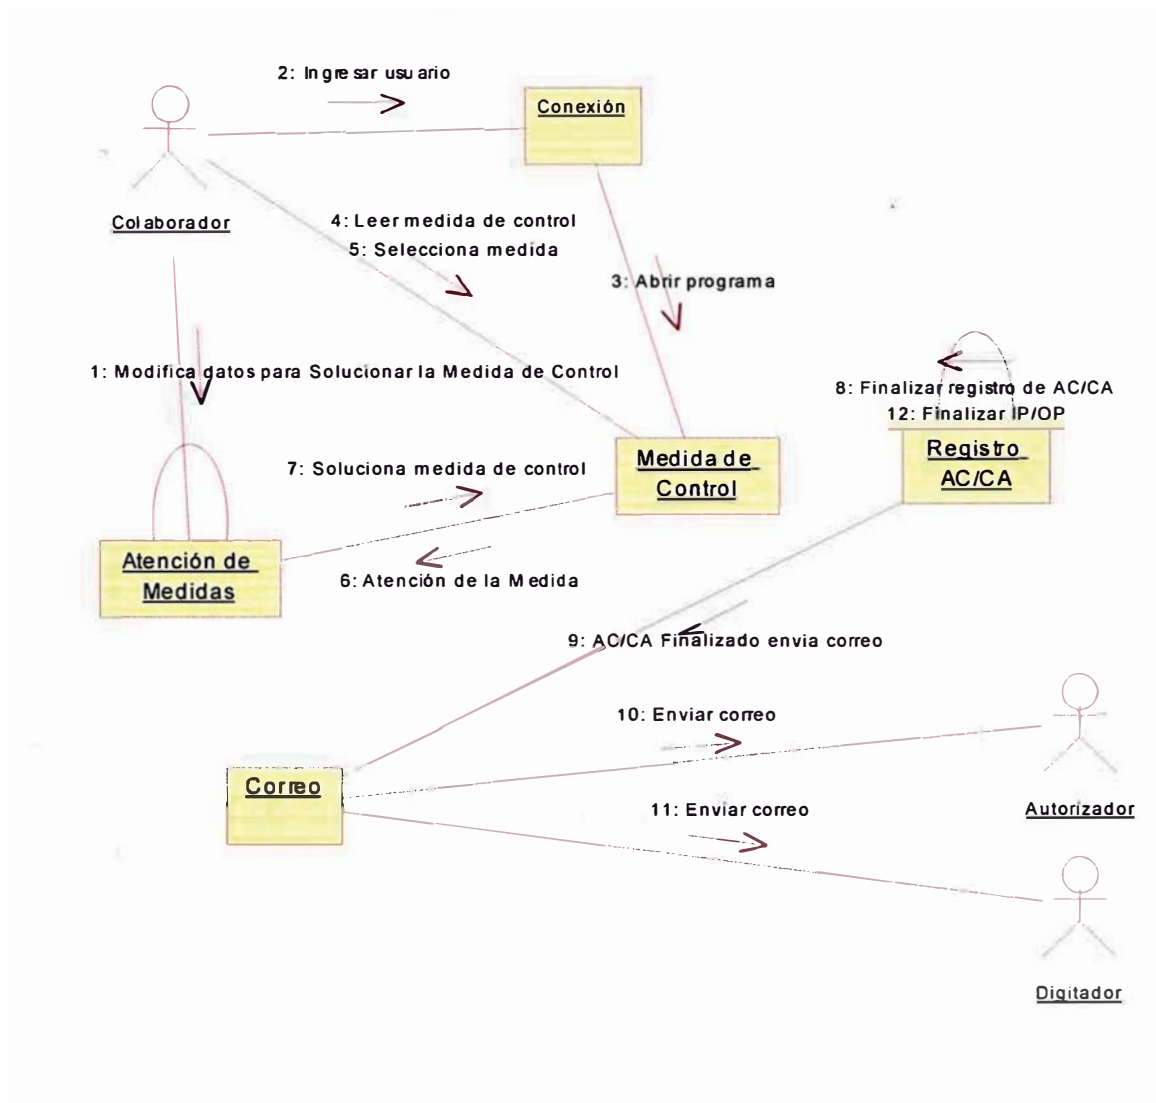 2: Ingresar usuario
Conexión
Colaborador
4: Leer medida de control
5: Selecciona medida
3: Abrir programa
1: Modifica datos para Solucionar la Medida de Control
8: Finalizar registro de AC/CA
12: Finalizar IP/OP
7: Soluciona medida de control
Medida de
Control
Registro
AC/CA
Atención de
Medidas
6: Atención de la Medida
9: AC/CA Finalizado envia correo
10: Enviar correo
Correo
11: Enviar correo
Autorizador
Digitador